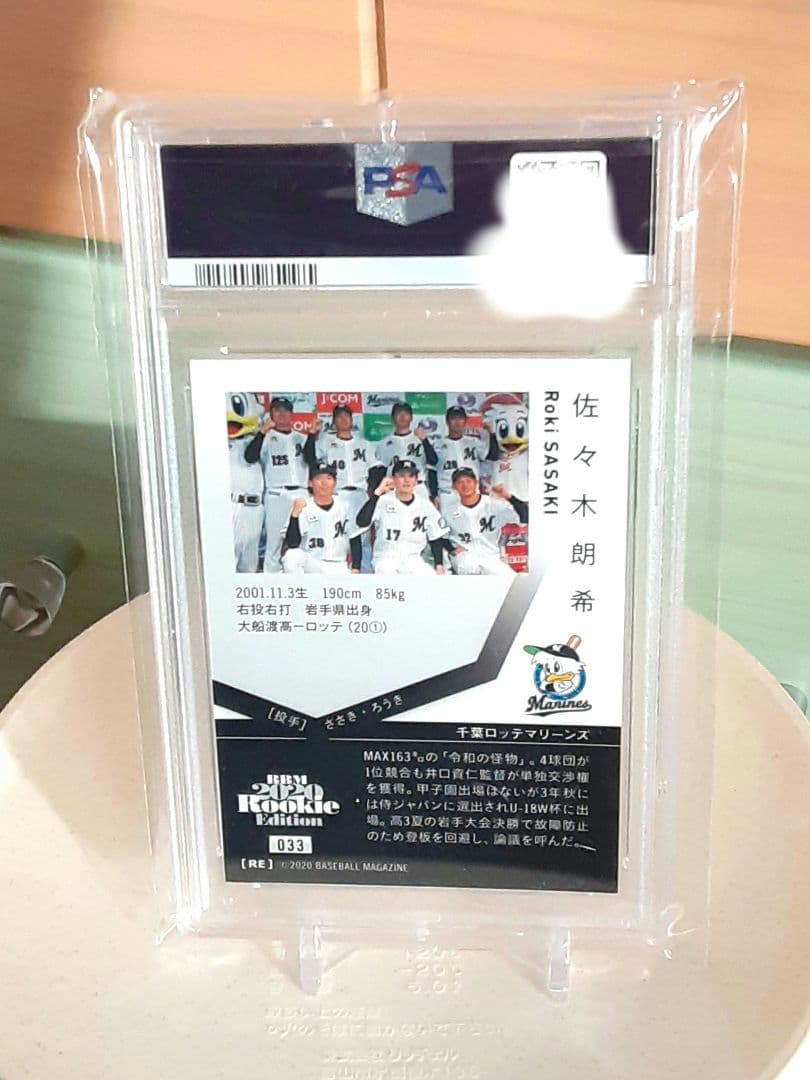 PSA
J:COM
Marines
佐々木朗希
Roki SASAKI
125
40
M
30
17
M
2001.11.3生 190cm 85kg
右投右打 岩手県出身
大船渡高ーロッテ(20①)
[投手] ささき・ろうき
Marines
千葉ロッテマリーンズ
MAX163㌔の「令和の怪物」。4球団が
1位競合も井口資仁監督が単独交渉権
を獲得。甲子園出場はないが3年秋に
は侍ジャパンに選出されU-18W杯に出
場。高3夏の岩手大会決勝で故障防止
のため登板を回避し、論議を呼んだ。
BBM
2020
Rookie
Edition
033
[RE] ©2020 BASEBALL MAGAZINE